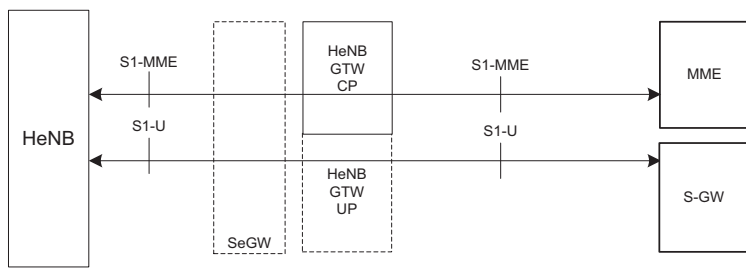 HeNB
S1-MME
S1-U
SeGW
HeNB
GTW
CP
HeNB
GTW
UP
S1-MME
S1-U
MME
S-GW